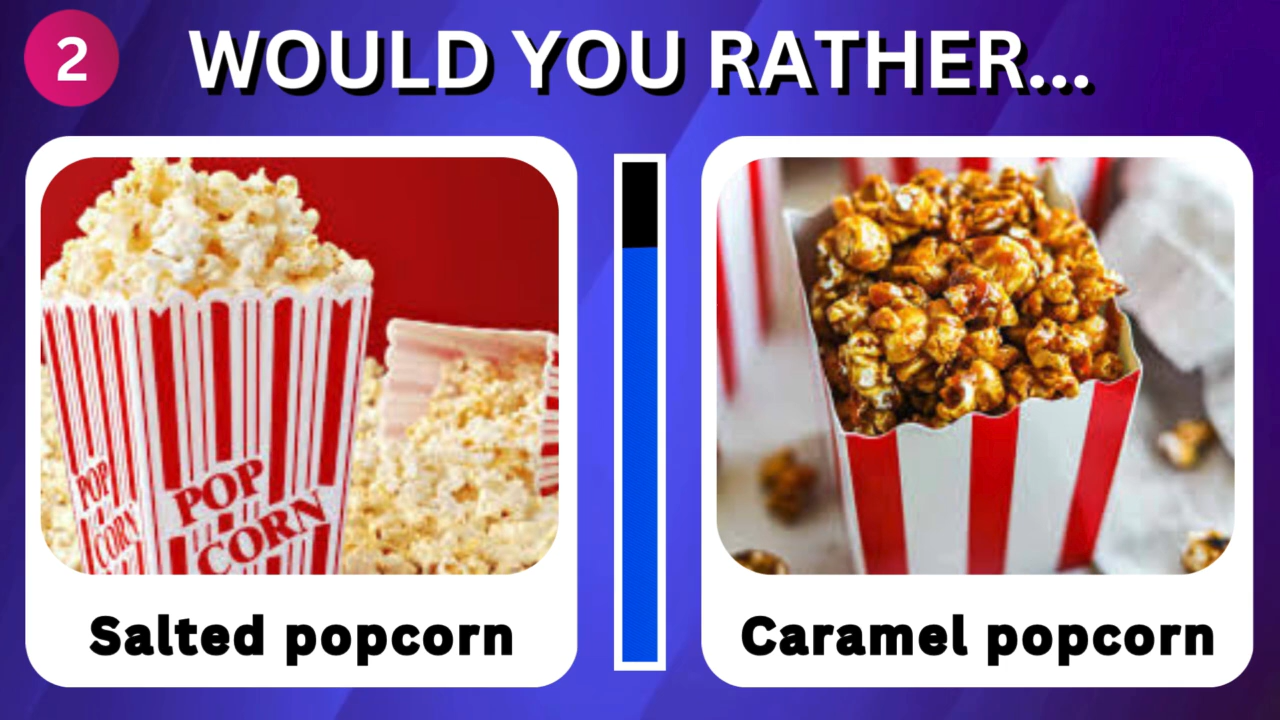 2
WOULD YOU RATHER...
POP
CORN
POP
CORN
Salted popcorn
Caramel popcorn